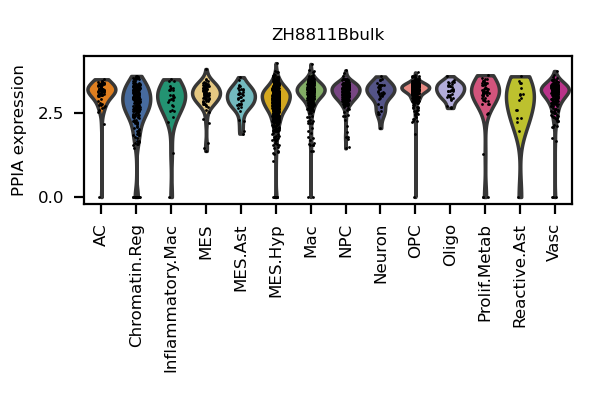 ZH8811Bbulk
PPIA expression
2.5
0.0
AC
Chromatin.Reg
Inflammatory.Mac
MES
MES.Ast
MES.Hyp
Mac
NPC
Neuron
OPC
Oligo
Prolif.Metab
Reactive.Ast
Vasc